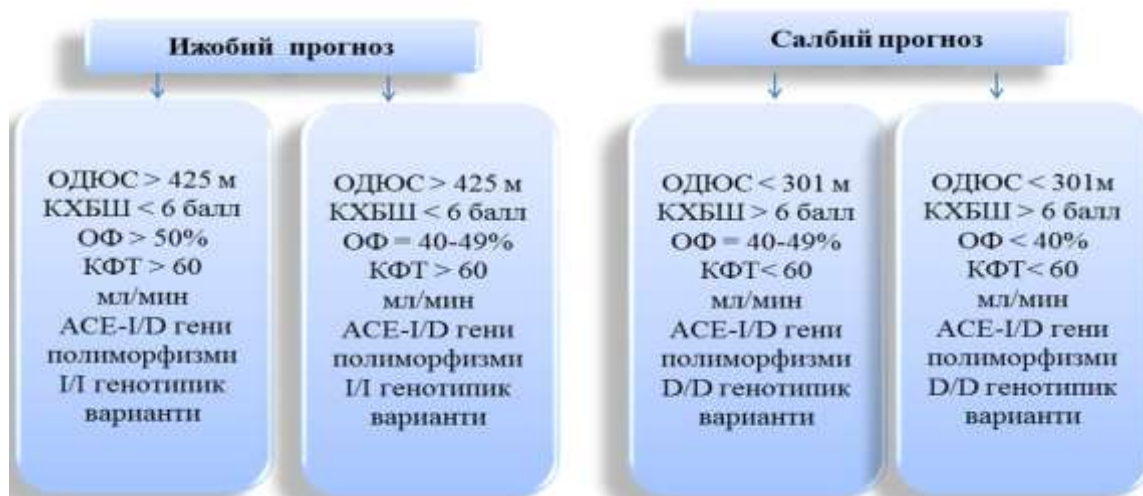 Ижобий прогноз
ОДЮС > 425 м
КХБШ < 6 балл
ОФ > 50%
КФТ > 60
мл/мин
ACE-I/D гени
полиморфизми
I/I генотипик
варианти
ОДЮС > 425 м
КХБШ < 6 балл
ОФ = 40-49%
КФТ > 60
мл/мин
ACE-I/D гени
полиморфизми
I/I генотипик
варианти
Салбий прогноз
ОДЮС < 301 м
КХБШ > 6 балл
ОФ = 40-49%
КФТ< 60
мл/мин
ACE-I/D гени
полиморфизми
D/D генотипик
варианти
ОДЮС < 301м
КХБШ > 6 балл
ОФ < 40%
КФТ< 60
мл/мин
ACE-I/D гени
полиморфизми
D/D генотипик
варианти